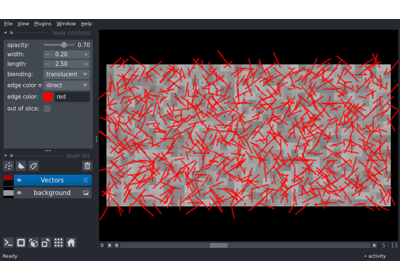 File View Plugins Window Help
layer controls
opacity: 0.70
width: 0.20
length: 2.50
blending: translucent
edge color m direct
edge color: red
out of slice:
layer list
Vectors
background
0 5 13
Ready activity